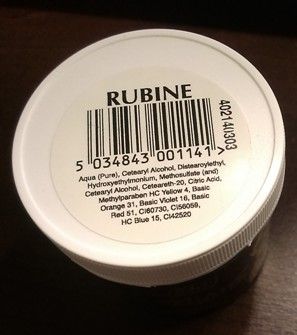 RUBINE
5 034843 001141 >
40214I303
Aqua (Pure), Cetearyl Alcohol, Distearoylethyl,
Hydroxyethylmonium, Methosulfate (and)
Cetearyl Alcohol, Ceteareth-20, Citric Acid,
Methylparaben HC Yellow 4, Basic
Orange 31, Basic Violet 16, Basic
Red 51, CI60730, CI56059,
HC Blue 15, CI42520